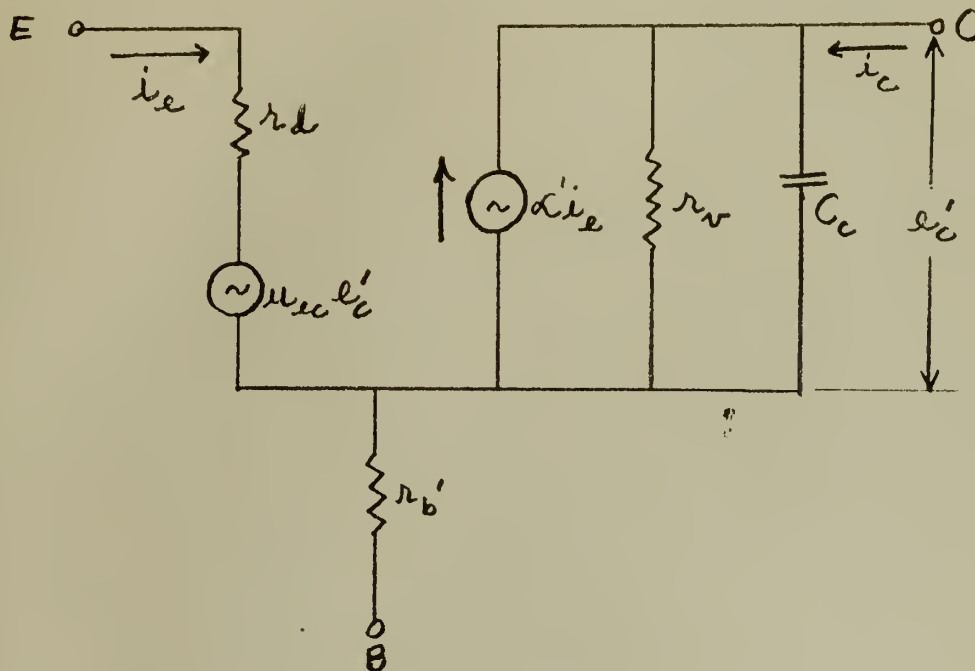 E
C
i_e
i_c
r_d
α'i_e
r_v
C_c
e_c'
μ_ec e_c'
r_b'
B